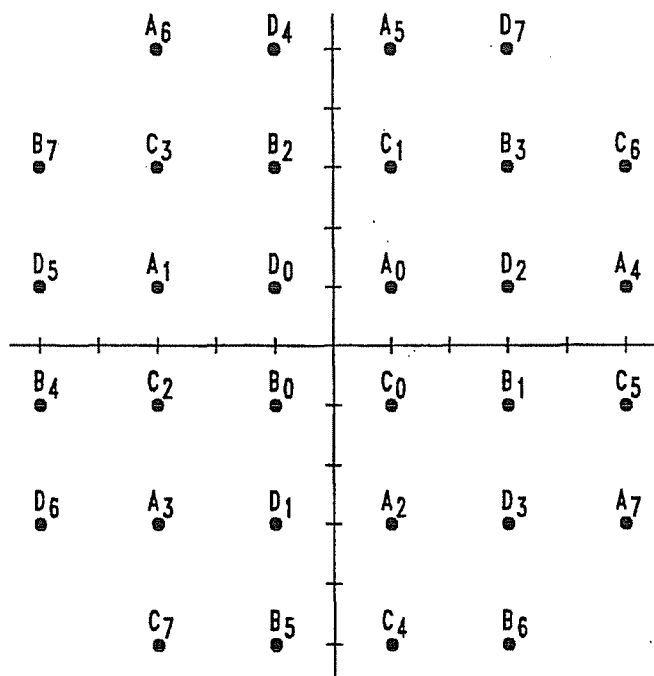 A6 D4 A5 D7
B7 C3 B2 C1 B3 C6
D5 A1 D0 A0 D2 A4
B4 C2 B0 C0 B1 C5
D6 A3 D1 A2 D3 A7
C7 B5 C4 B6